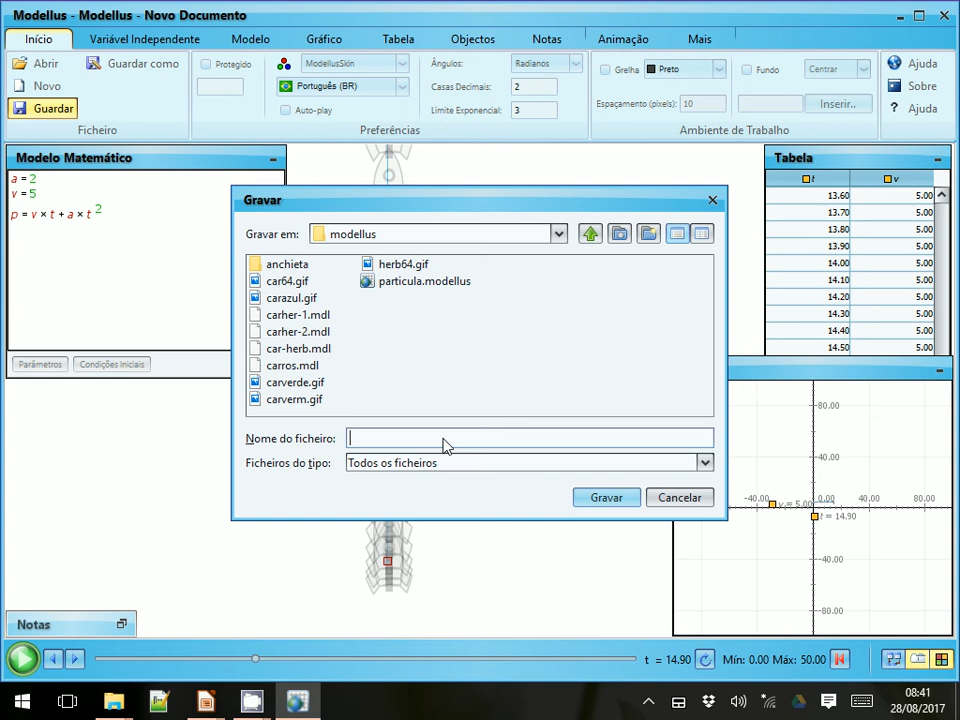 Modellus - Modellus - Novo Documento
Início Variável Independente Modelo Gráfico Tabela Objectos Notas Animação Mais
Abrir Guardar como
Novo
Guardar
Ficheiro
Protegido
ModellusSkin
Português (BR)
Auto-play
Ângulos: Radianos
Casas Decimais: 2
Limite Exponencial: 3
Preferências
Grelha Preto
Espaçamento (pixels): 10
Fundo Centrar
Inserir..
Ambiente de Trabalho
Ajuda
Sobre
? Ajuda
Modelo Matemático
a = 2
v = 5
p = v × t + a × t 2
Parâmetros Condições Iniciais
Gravar
Gravar em: modellus
anchieta
car64.gif
carazul.gif
carher-1.mdl
carher-2.mdl
car-herb.mdl
carros.mdl
carverde.gif
carverm.gif
herb64.gif
particula.modellus
Nome do ficheiro:
Ficheiros do tipo: Todos os ficheiros
Gravar Cancelar
Tabela
t v
13.60 5.00
13.70 5.00
13.80 5.00
13.90 5.00
14.00 5.00
14.10 5.00
14.20 5.00
14.30 5.00
14.40 5.00
14.50 5.00
80.00
40.00
-40.00 0.00 40.00 80.00
v = 5.00
t = 14.90
-40.00
-80.00
Notas
t = 14.90 Mín: 0.00 Máx: 50.00
08:41
28/08/2017